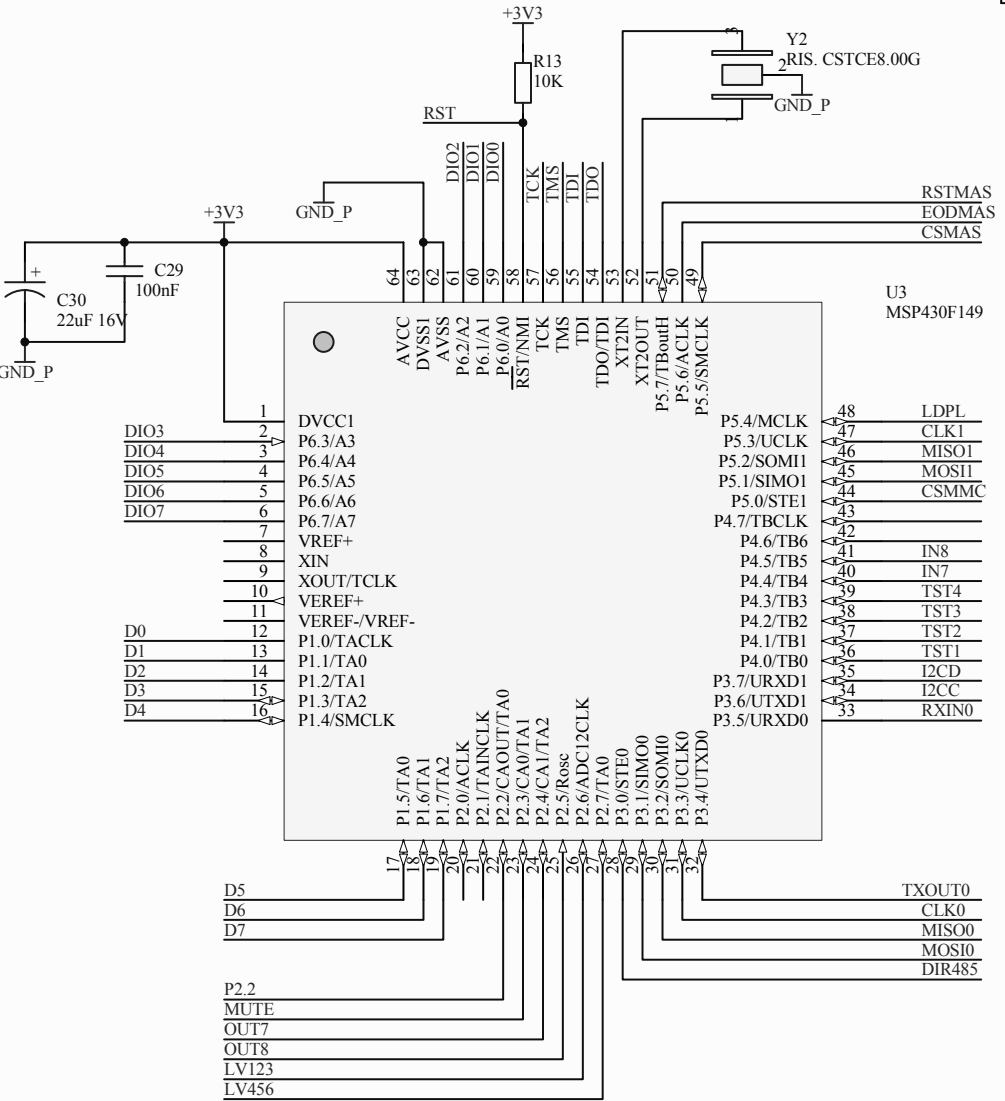 +3V3
R13
10K
Y2
RIS. CSTCE8.00G
3
2
1
GND_P
RST
DIO2
DIO1
DIO0
TCK
TMS
TDI
TDO
GND_P
+3V3
RSTMAS
EODMAS
CSMAS
+
C29
100nF
C30
22uF 16V
GND_P
U3
MSP430F149
64
63
62
61
60
59
58
57
56
55
54
53
52
51
50
49
AVCC
DVSS1
AVSS
P6.2/A2
P6.1/A1
P6.0/A0
RST/NMI
TCK
TMS
TDI
TDO/TDI
XT2IN
XT2OUT
P5.7/TBoutH
P5.6/ACLK
P5.5/SMCLK
1 DVCC1
DIO3 2 P6.3/A3
DIO4 3 P6.4/A4
DIO5 4 P6.5/A5
DIO6 5 P6.6/A6
DIO7 6 P6.7/A7
7 VREF+
8 XIN
9 XOUT/TCLK
10 VEREF+
11 VEREF-/VREF-
D0 12 P1.0/TACLK
D1 13 P1.1/TA0
D2 14 P1.2/TA1
D3 15 P1.3/TA2
D4 16 P1.4/SMCLK
P5.4/MCLK 48 LDPL
P5.3/UCLK 47 CLK1
P5.2/SOMI1 46 MISO1
P5.1/SIMO1 45 MOSI1
P5.0/STE1 44 CSMMC
P4.7/TBCLK 43
P4.6/TB6 42
P4.5/TB5 41 IN8
P4.4/TB4 40 IN7
P4.3/TB3 39 TST4
P4.2/TB2 38 TST3
P4.1/TB1 37 TST2
P4.0/TB0 36 TST1
P3.7/URXD1 35 I2CD
P3.6/UTXD1 34 I2CC
P3.5/URXD0 33 RXIN0
P1.5/TA0
P1.6/TA1
P1.7/TA2
P2.0/ACLK
P2.1/TAINCLK
P2.2/CAOUT/TA0
P2.3/CA0/TA1
P2.4/CA1/TA2
P2.5/Rosc
P2.6/ADC12CLK
P2.7/TA0
P3.0/STE0
P3.1/SIMO0
P3.2/SOMI0
P3.3/UCLK0
P3.4/UTXD0
17
18
19
20
21
22
23
24
25
26
27
28
29
30
31
32
D5
D6
D7
TXOUT0
CLK0
MISO0
MOSI0
DIR485
P2.2
MUTE
OUT7
OUT8
LV123
LV456